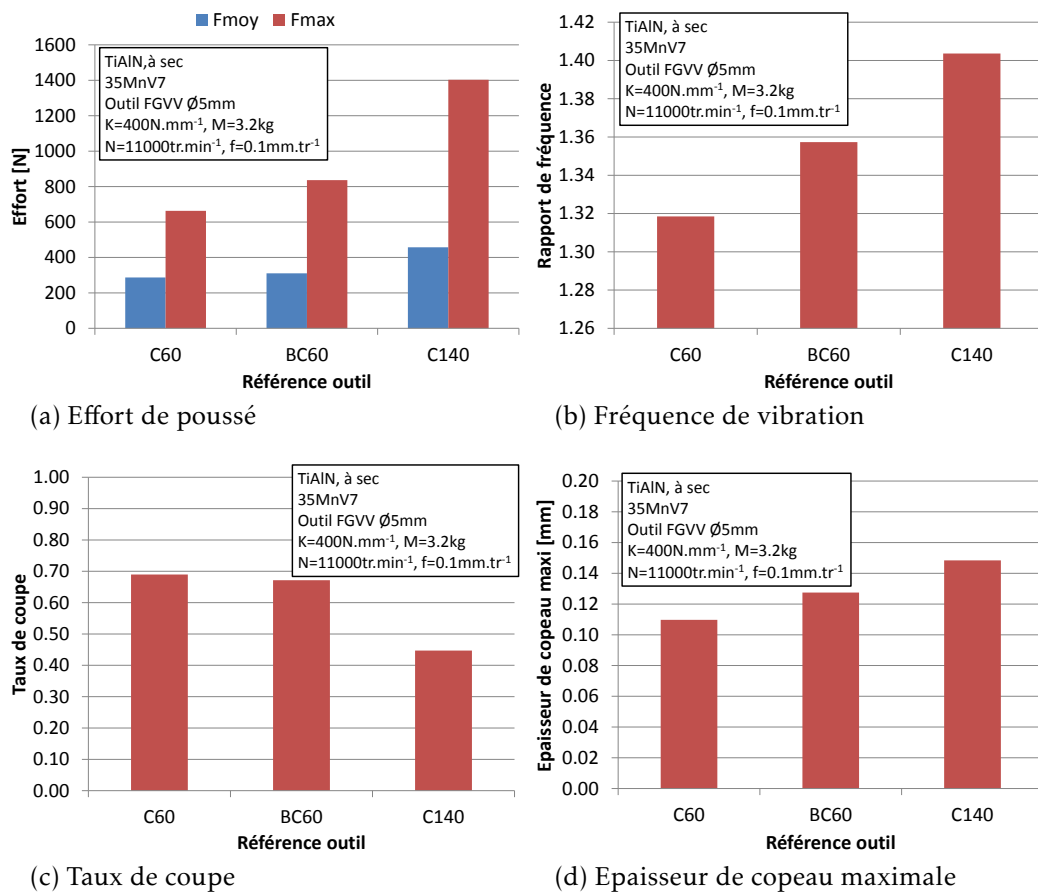 Fmoy Fmax
1600
1400
1200
1000
800
600
400
200
0
Effort [N]
TiAlN,à sec
35MnV7
Outil FGVV Ø5mm
K=400N.mm⁻¹, M=3.2kg
N=11000tr.min⁻¹, f=0.1mm.tr⁻¹
C60 BC60 C140
Référence outil
(a) Effort de poussé
1.42
1.40
1.38
1.36
1.34
1.32
1.30
1.28
1.26
Rapport de fréquence
TiAlN, à sec
35MnV7
Outil FGVV Ø5mm
K=400N.mm⁻¹, M=3.2kg
N=11000tr.min⁻¹, f=0.1mm.tr⁻¹
C60 BC60 C140
Référence outil
(b) Fréquence de vibration
1.00
0.90
0.80
0.70
0.60
0.50
0.40
0.30
0.20
0.10
0.00
Taux de coupe
TiAlN, à sec
35MnV7
Outil FGVV Ø5mm
K=400N.mm⁻¹, M=3.2kg
N=11000tr.min⁻¹, f=0.1mm.tr⁻¹
C60 BC60 C140
Référence outil
(c) Taux de coupe
0.20
0.18
0.16
0.14
0.12
0.10
0.08
0.06
0.04
0.02
0.00
Epaisseur de copeau maxi [mm]
TiAlN, à sec
35MnV7
Outil FGVV Ø5mm
K=400N.mm⁻¹, M=3.2kg
N=11000tr.min⁻¹, f=0.1mm.tr⁻¹
C60 BC60 C140
Référence outil
(d) Epaisseur de copeau maximale